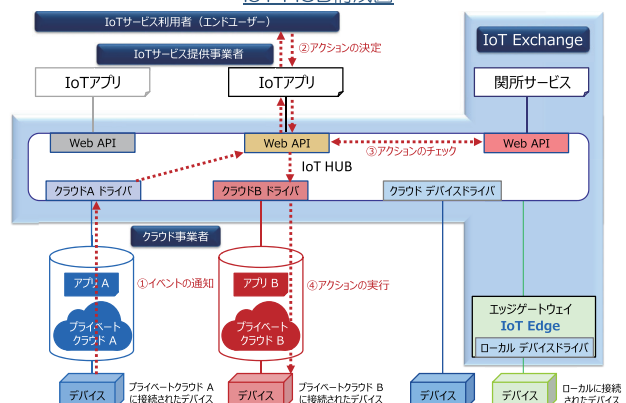 IoT HUB構成図
IoTサービス利用者（エンドユーザー）
②アクションの決定
IoTサービス提供事業者
IoT Exchange
IoTアプリ
IoTアプリ
関所サービス
Web API
Web API
Web API
③アクションのチェック
IoT HUB
クラウドA ドライバ
クラウドB ドライバ
クラウド デバイスドライバ
クラウド事業者
アプリ A
①イベントの通知
アプリ B
④アクションの実行
プライベート
クラウド A
プライベート
クラウド B
エッジゲートウェイ
IoT Edge
ローカル デバイスドライバ
デバイス
プライベートクラウド A
に接続されたデバイス
デバイス
プライベートクラウド B
に接続されたデバイス
デバイス
デバイス
ローカルに接続
されたデバイス